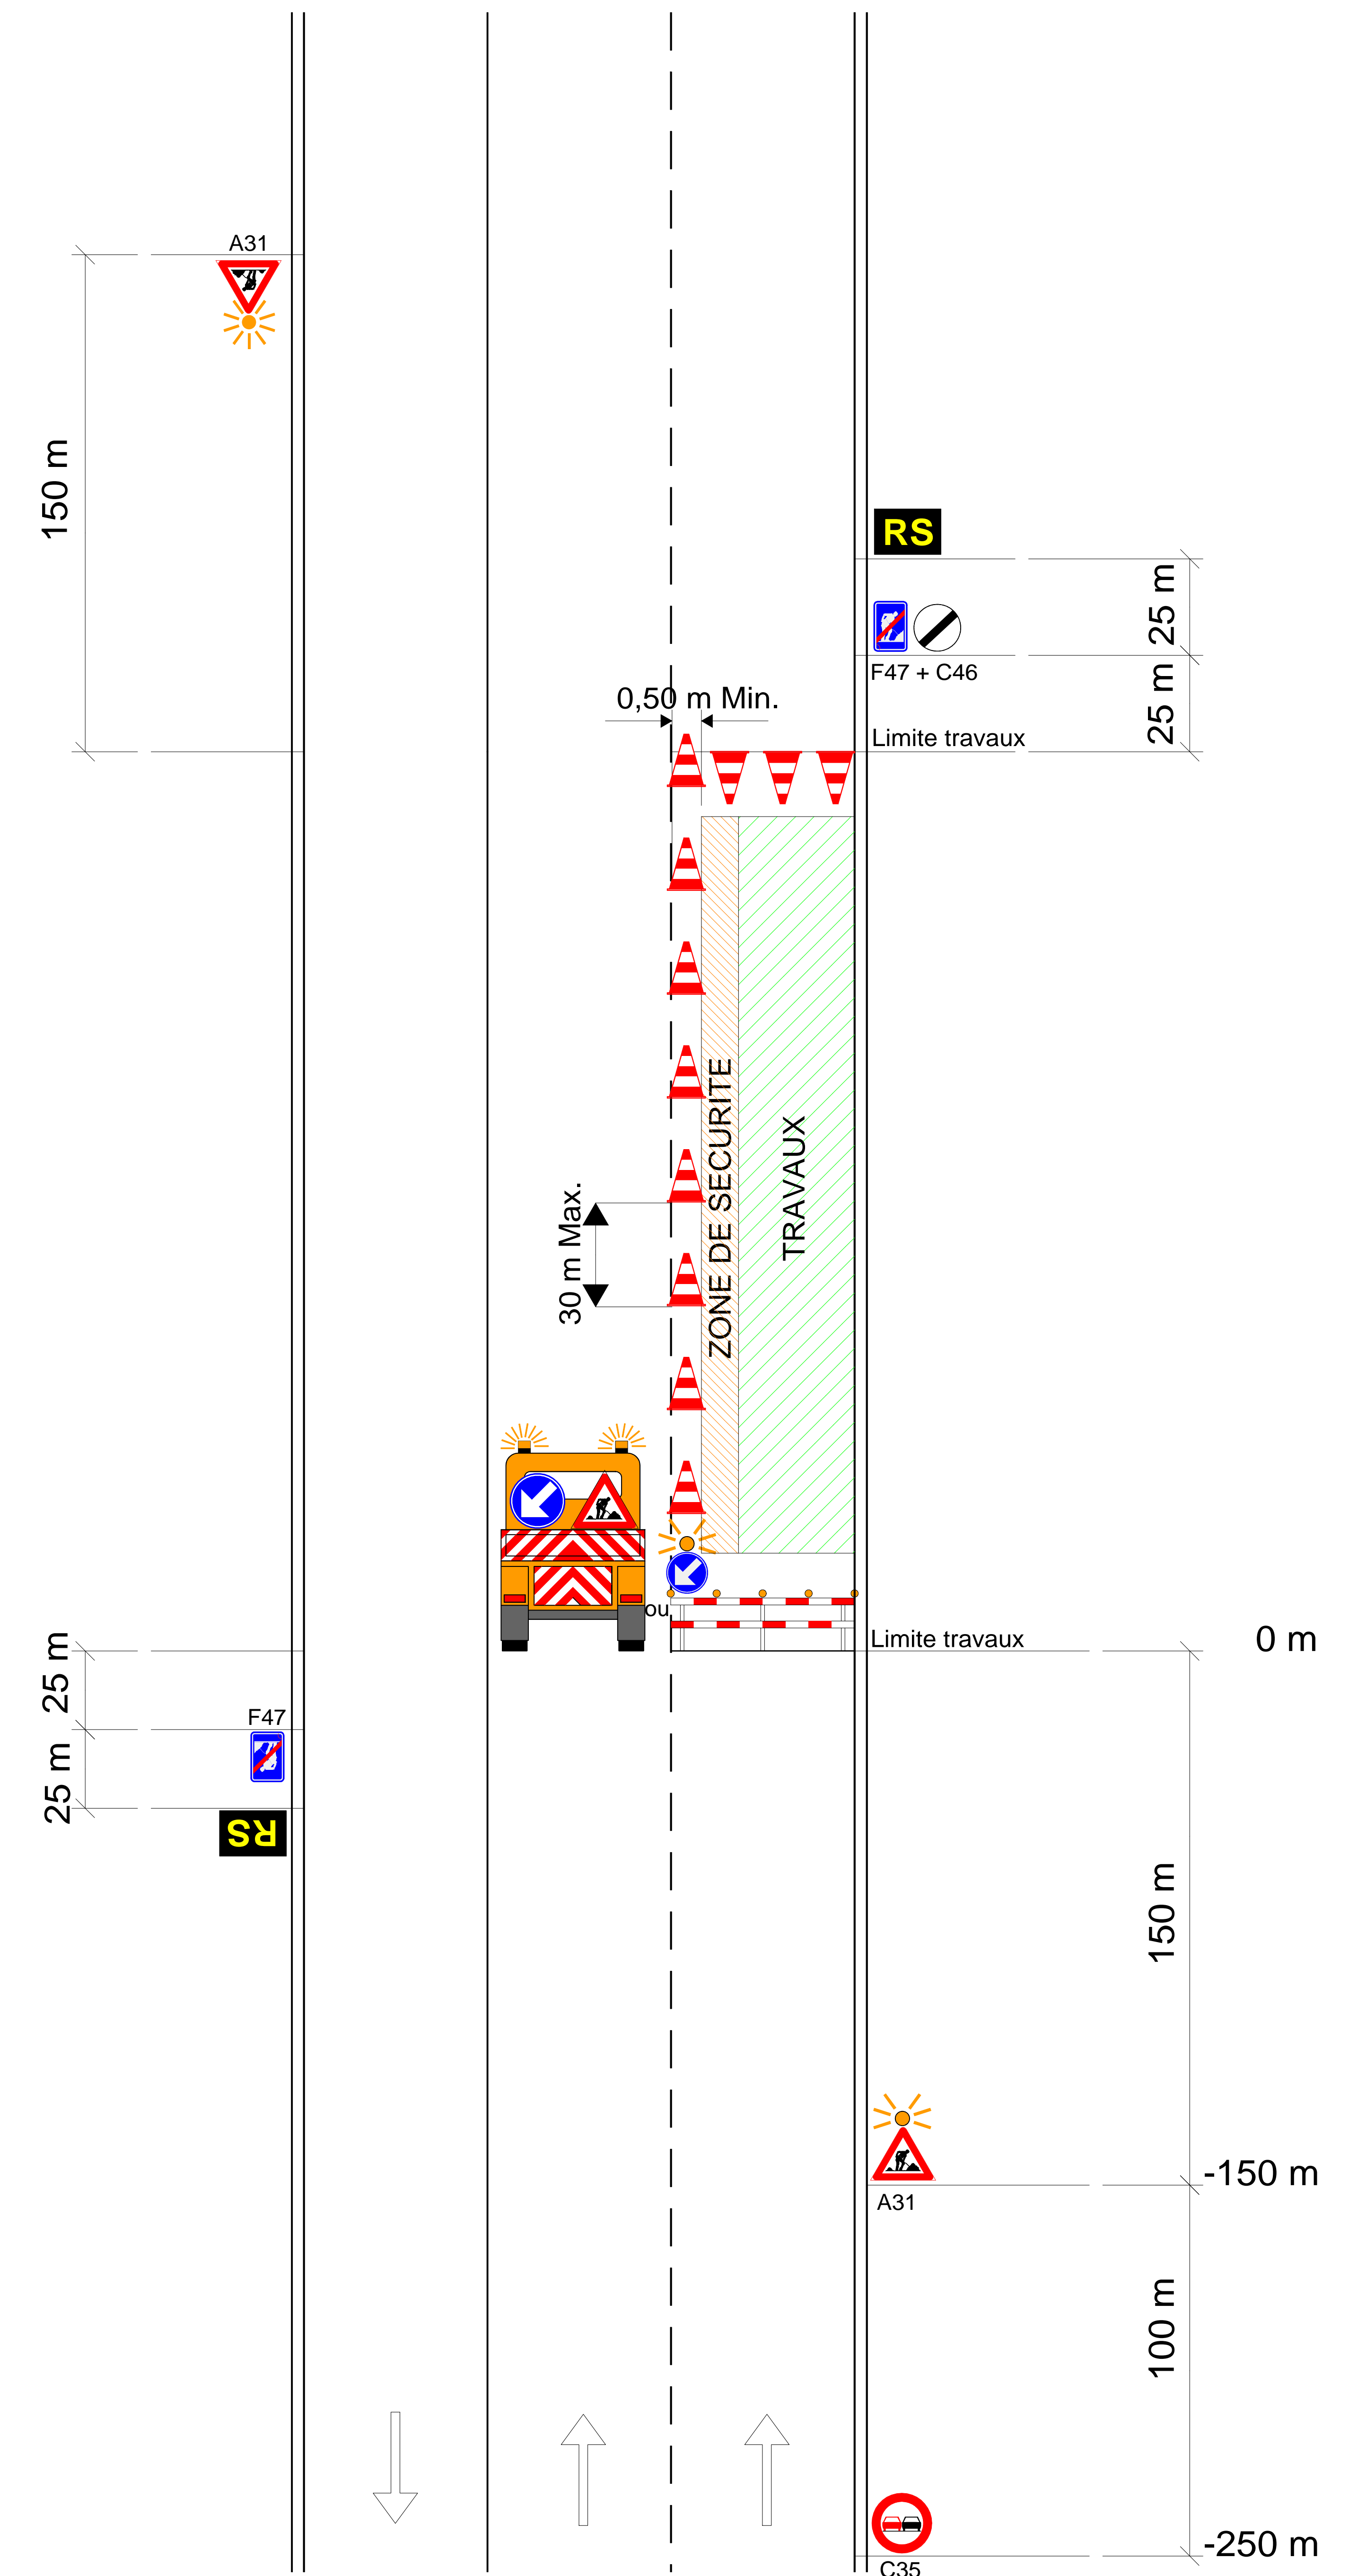 A31
150 m
RS
25 m
F47 + C46
25 m
0,50 m Min.
Limite travaux
ZONE DE SECURITE
TRAVAUX
30 m Max.
ou
Limite travaux
0 m
25 m
F47
25 m
RS
150 m
-150 m
A31
100 m
-250 m
C35